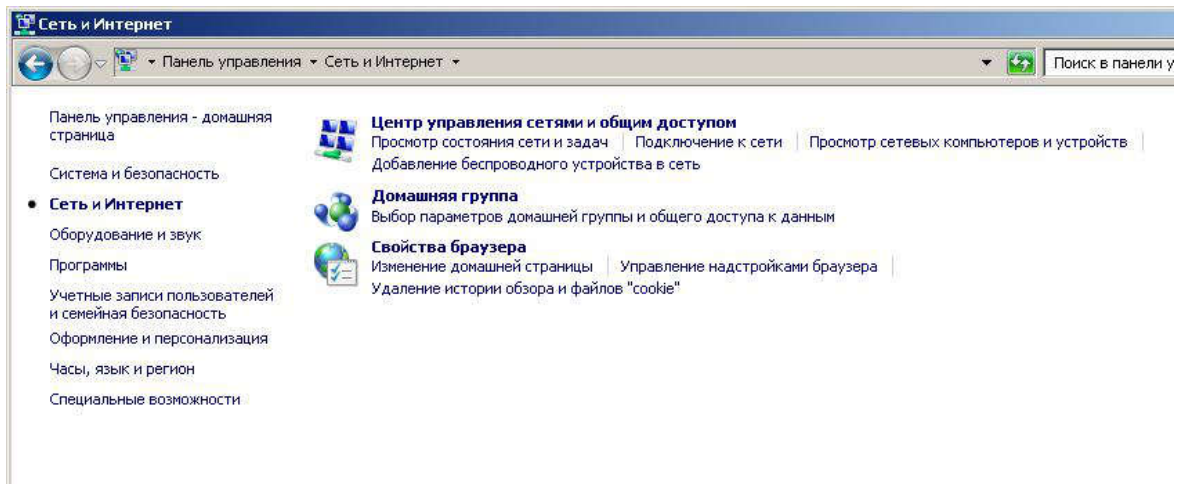 Сеть и Интернет
Панель управления Сеть и Интернет
Поиск в панели у
Панель управления - домашняя
страница
Система и безопасность
Сеть и Интернет
Оборудование и звук
Программы
Учетные записи пользователей
и семейная безопасность
Оформление и персонализация
Часы, язык и регион
Специальные возможности
Центр управления сетями и общим доступом
Просмотр состояния сети и задач Подключение к сети Просмотр сетевых компьютеров и устройств
Добавление беспроводного устройства в сеть
Домашняя группа
Выбор параметров домашней группы и общего доступа к данным
Свойства браузера
Изменение домашней страницы Управление надстройками браузера
Удаление истории обзора и файлов "cookie"